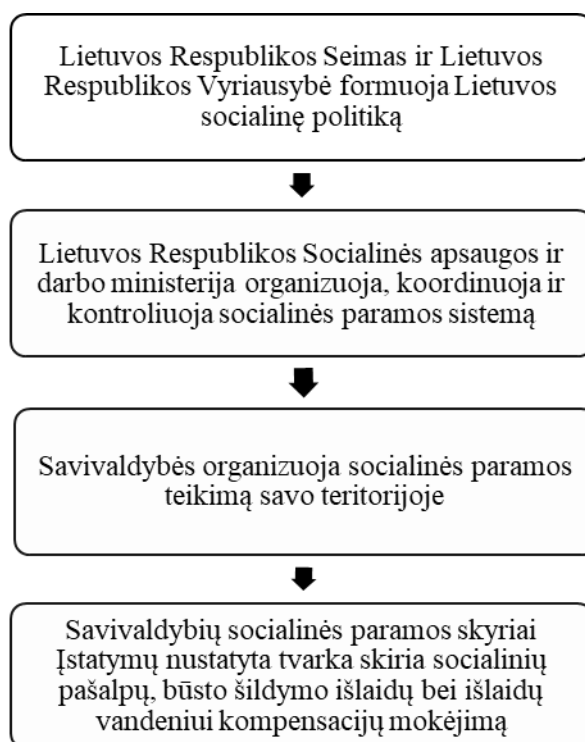 Lietuvos Respublikos Seimas ir Lietuvos
Respublikos Vyriausybė formuoja Lietuvos
socialinę politiką
Lietuvos Respublikos Socialinės apsaugos ir
darbo ministerija organizuoja, koordinuoja ir
kontroliuoja socialinės paramos sistemą
Savivaldybės organizuoja socialinės paramos
teikimą savo teritorijoje
Savivaldybių socialinės paramos skyriai
Įstatymų nustatyta tvarka skiria socialinių
pašalpų, būsto šildymo išlaidų bei išlaidų
vandeniui kompensacijų mokėjimą